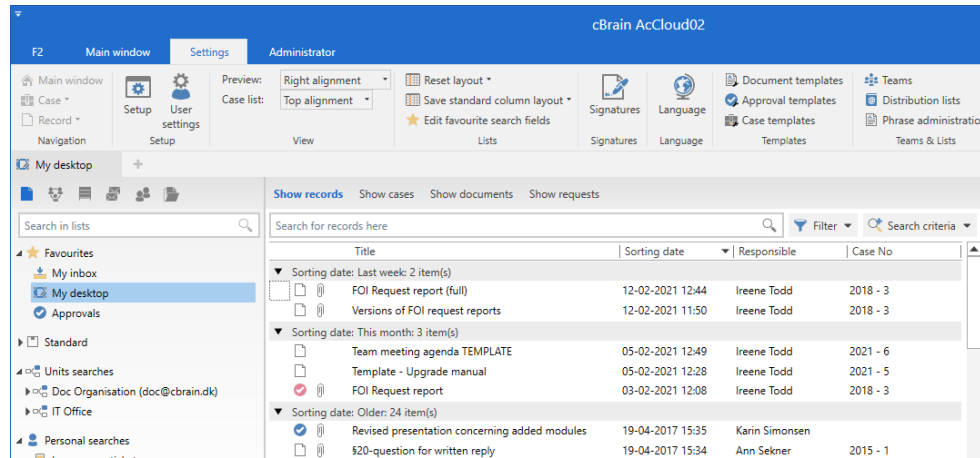 cBrain AcCloud02
F2 Main window Settings Administrator
Main window
Case
Record
Navigation
Setup
User settings
Setup
Preview: Right alignment
Case list: Top alignment
View
Reset layout
Save standard column layout
Edit favourite search fields
Lists
Signatures
Signatures
Language
Language
Document templates
Approval templates
Case templates
Templates
Teams
Distribution lists
Phrase administratio
Teams & Lists
My desktop +
Search in lists
Favourites
My inbox
My desktop
Approvals
Standard
Units searches
Doc Organisation (doc@cbrain.dk)
IT Office
Personal searches
Show records Show cases Show documents Show requests
Search for records here Filter Search criteria
Title Sorting date Responsible Case No
Sorting date: Last week: 2 item(s)
FOI Request report (full) 12-02-2021 12:44 Ireene Todd 2018 - 3
Versions of FOI request reports 12-02-2021 11:50 Ireene Todd 2018 - 3
Sorting date: This month: 3 item(s)
Team meeting agenda TEMPLATE 05-02-2021 12:49 Ireene Todd 2021 - 6
Template - Upgrade manual 05-02-2021 12:28 Ireene Todd 2021 - 5
FOI Request report 03-02-2021 12:08 Ireene Todd 2018 - 3
Sorting date: Older: 24 item(s)
Revised presentation concerning added modules 19-04-2017 15:35 Karin Simonsen
§20-question for written reply 19-04-2017 15:34 Ann Sekner 2015 - 1